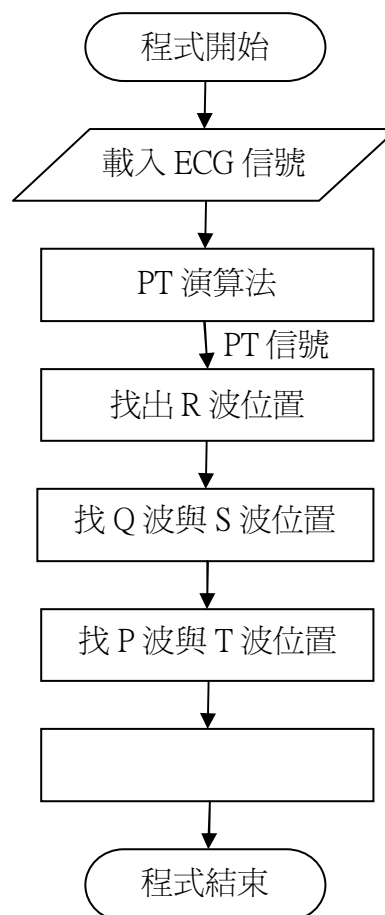 程式開始
載入 ECG 信號
PT 演算法
PT 信號
找出 R 波位置
找 Q 波與 S 波位置
找 P 波與 T 波位置
程式結束